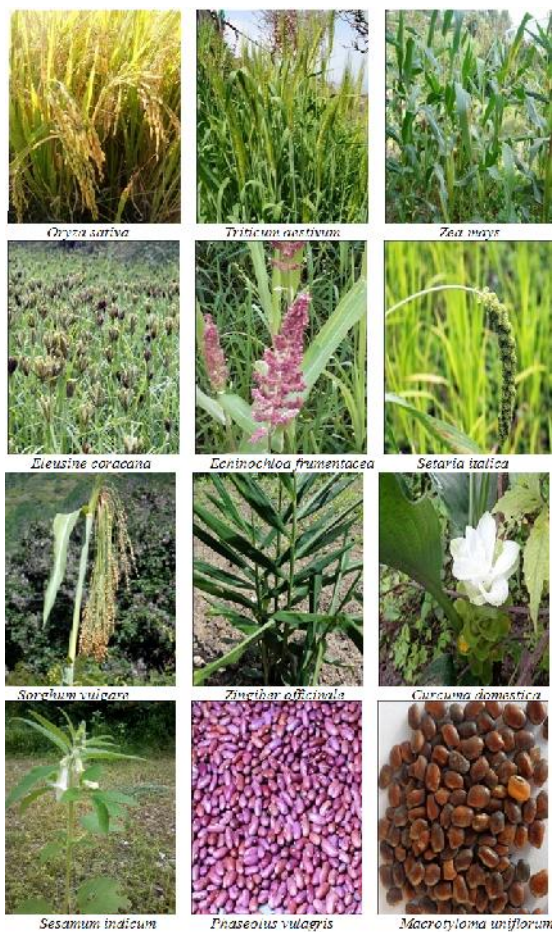 Oryza sativa
Triticum aestivum
Zea mays
Eleusine coracana
Echinochloa frumentacea
Setaria italica
Sorghum vulgare
Zingiber officinale
Curcuma domestica
Sesamum indicum
Phaseolus vulagris
Macrotyloma uniflorum